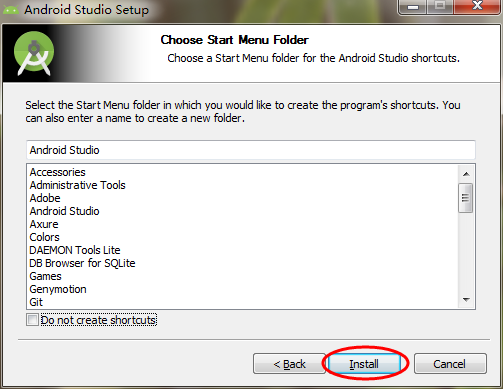 Android Studio Setup
Choose Start Menu Folder
Choose a Start Menu folder for the Android Studio shortcuts.
Select the Start Menu folder in which you would like to create the program's shortcuts. You
can also enter a name to create a new folder.
Android Studio
Accessories
Administrative Tools
Adobe
Android Studio
Axure
Colors
DAEMON Tools Lite
DB Browser for SQLite
Games
Genymotion
Git
Do not create shortcuts
< Back
Install
Cancel